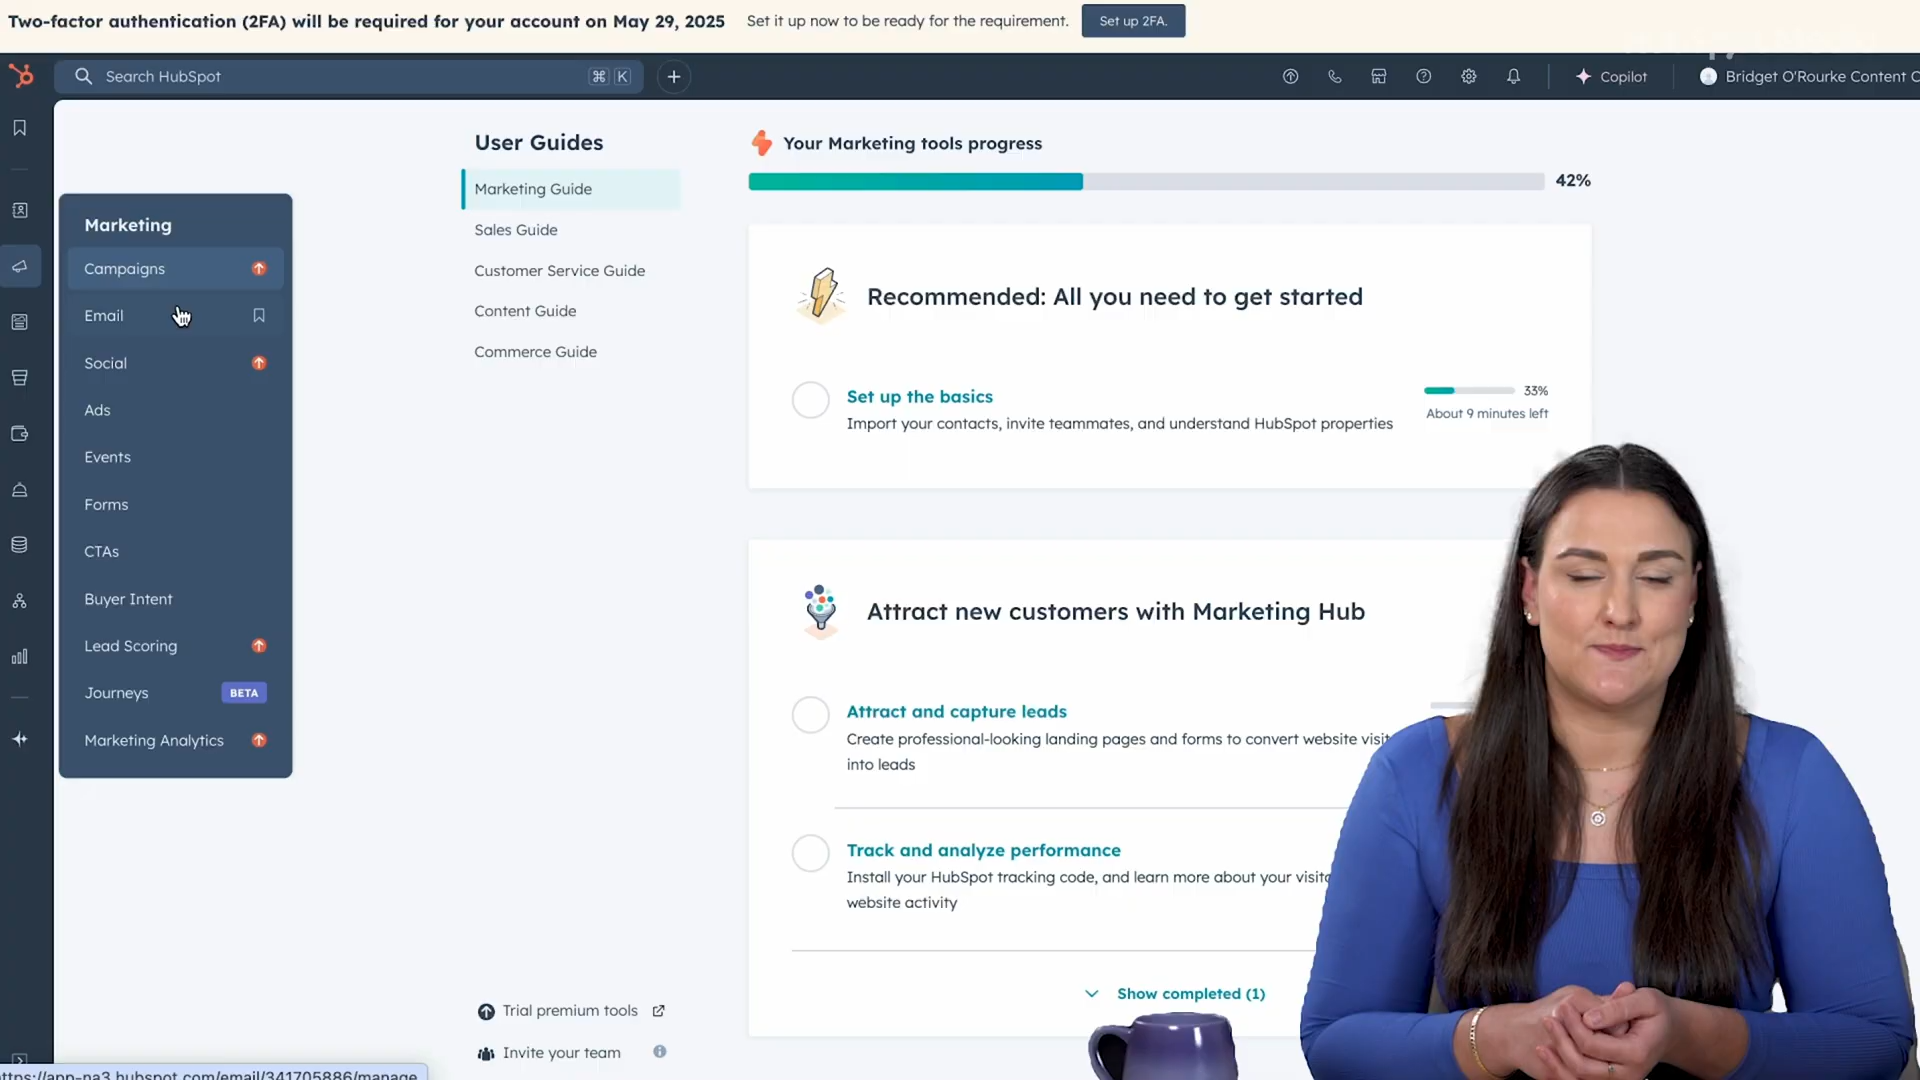 Two-factor authentication (2FA) will be required for your account on May 29, 2025 Set it up now to be ready for the requirement. Set up 2FA.
Search HubSpot ⌘ K
Copilot
Bridget O'Rourke Content C
User Guides
Marketing Guide
Sales Guide
Customer Service Guide
Content Guide
Commerce Guide
Marketing
Campaigns
Email
Social
Ads
Events
Forms
CTAs
Buyer Intent
Lead Scoring
Journeys BETA
Marketing Analytics
Your Marketing tools progress
42%
Recommended: All you need to get started
Set up the basics
Import your contacts, invite teammates, and understand HubSpot properties
33%
About 9 minutes left
Attract new customers with Marketing Hub
Attract and capture leads
Create professional-looking landing pages and forms to convert website visit
into leads
Track and analyze performance
Install your HubSpot tracking code, and learn more about your visito
website activity
Show completed (1)
Trial premium tools
Invite your team
https://app-na3.hubspot.com/email/341705886/manage